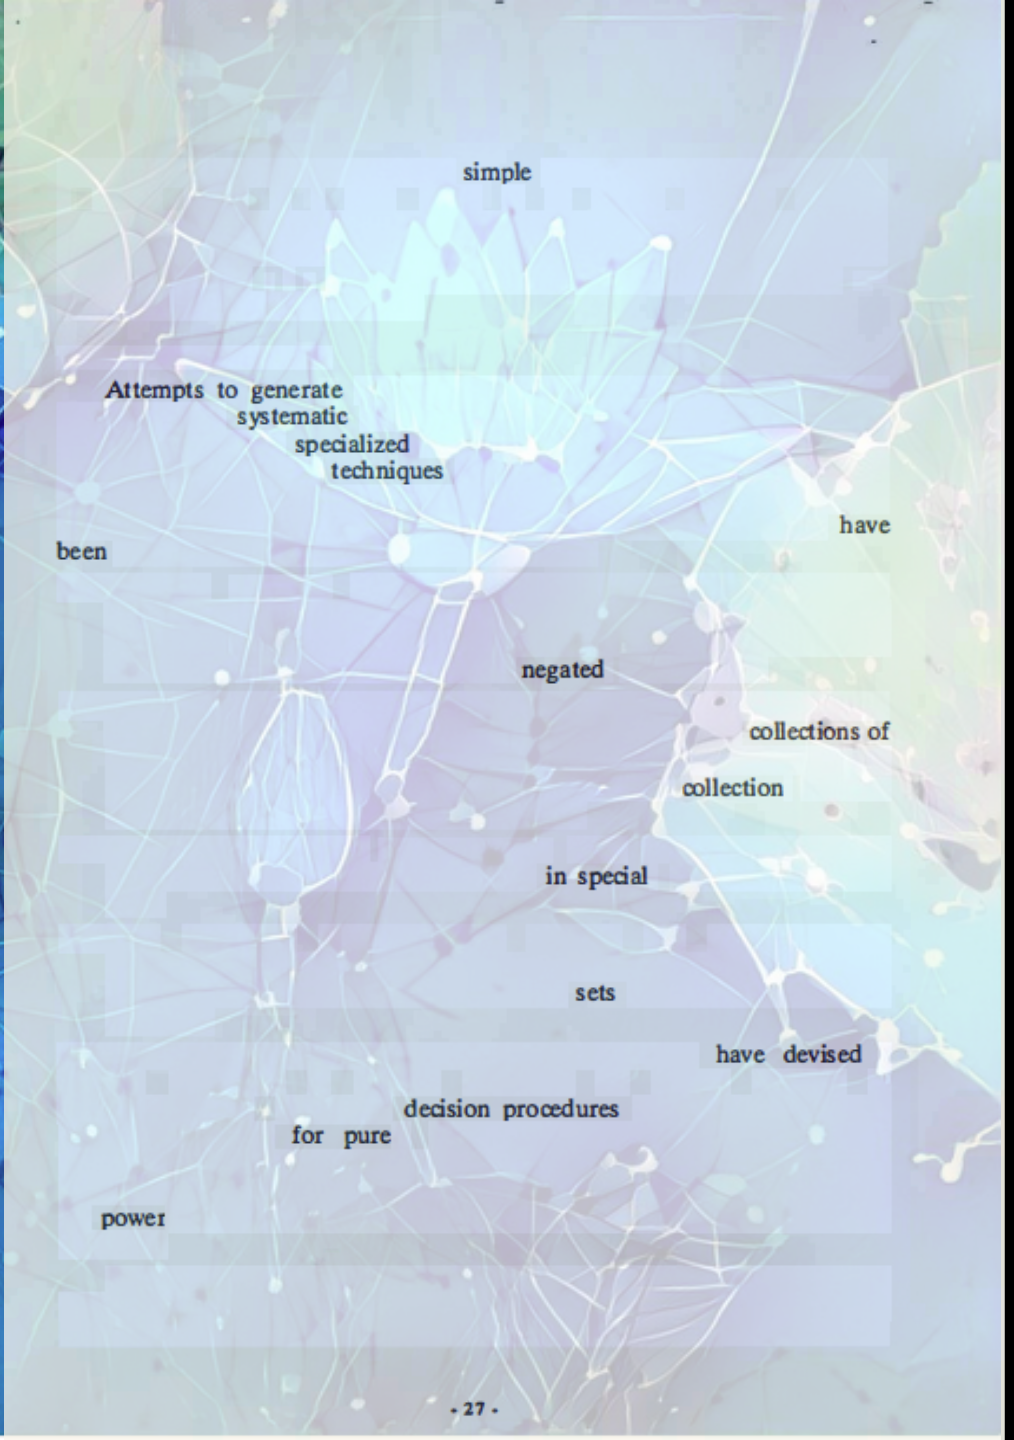 simple
Attempts to generate
systematic
specialized
techniques
have
been
negated
collections of
collection
in special
sets
have devised
decision procedures
for pure
power
- 27 -